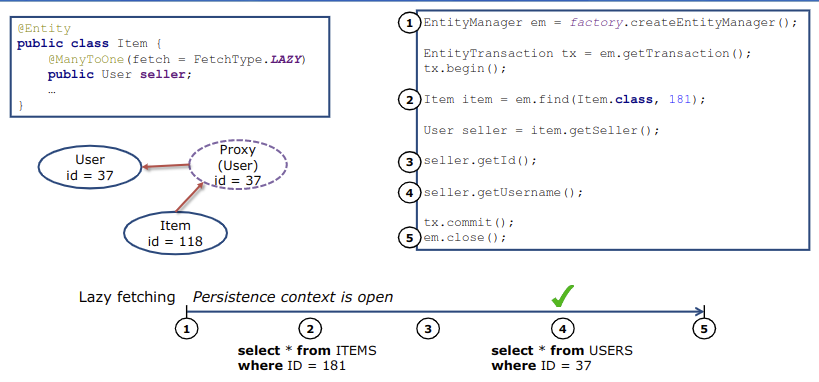 @Entity
public class Item {
@ManyToOne(fetch = FetchType.LAZY)
public User seller;
…
}
User
id = 37
Proxy
(User)
id = 37
Item
id = 118
1 EntityManager em = factory.createEntityManager();
EntityTransaction tx = em.getTransaction();
tx.begin();
2 Item item = em.find(Item.class, 181);
User seller = item.getSeller();
3 seller.getId();
4 seller.getUsername();
tx.commit();
5 em.close();
Lazy fetching Persistence context is open
1 2 3 4 5
select * from ITEMS
where ID = 181
select * from USERS
where ID = 37